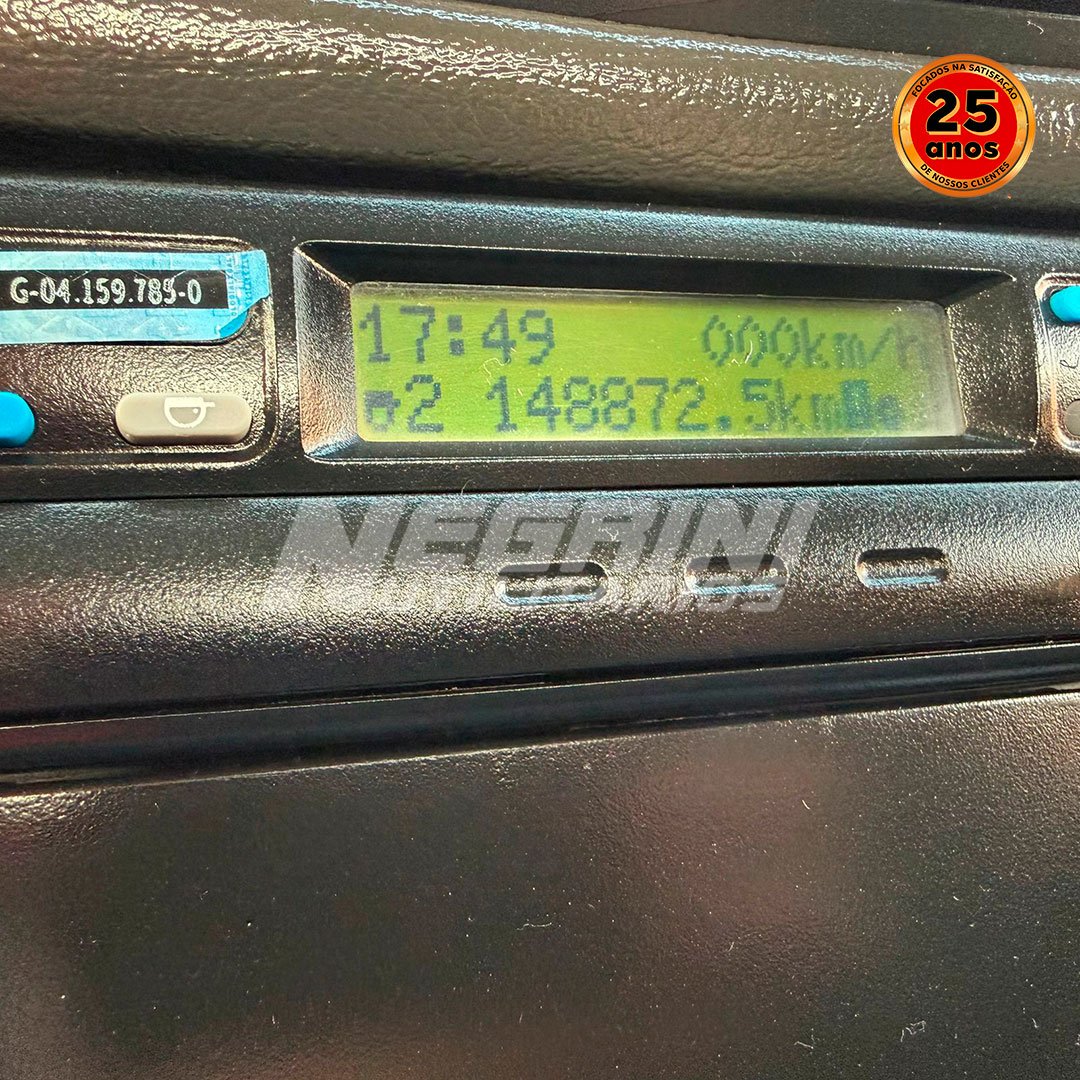 FOCADOS NA SATISFAÇÃO
25
anos
DE NOSSOS CLIENTES
G-04.159.785-0
17:49 000km/h
2 148872.5km
NEGRINI